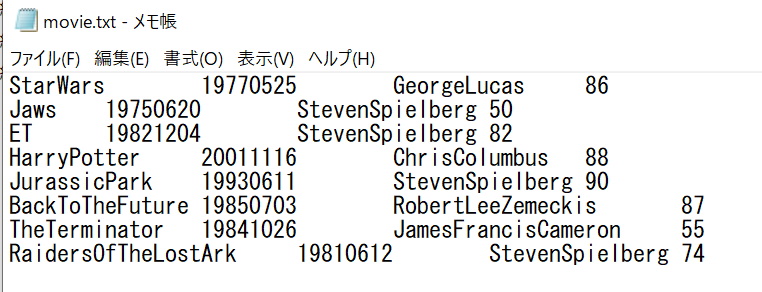 movie.txt - メモ帳
ファイル(F) 編集(E) 書式(O) 表示(V) ヘルプ(H)
StarWars 19770525 GeorgeLucas 86
Jaws 19750620 StevenSpielberg 50
ET 19821204 StevenSpielberg 82
HarryPotter 20011116 ChrisColumbus 88
JurassicPark 19930611 StevenSpielberg 90
BackToTheFuture 19850703 RobertLeeZemeckis 87
TheTerminator 19841026 JamesFrancisCameron 55
RaidersOfTheLostArk 19810612 StevenSpielberg 74